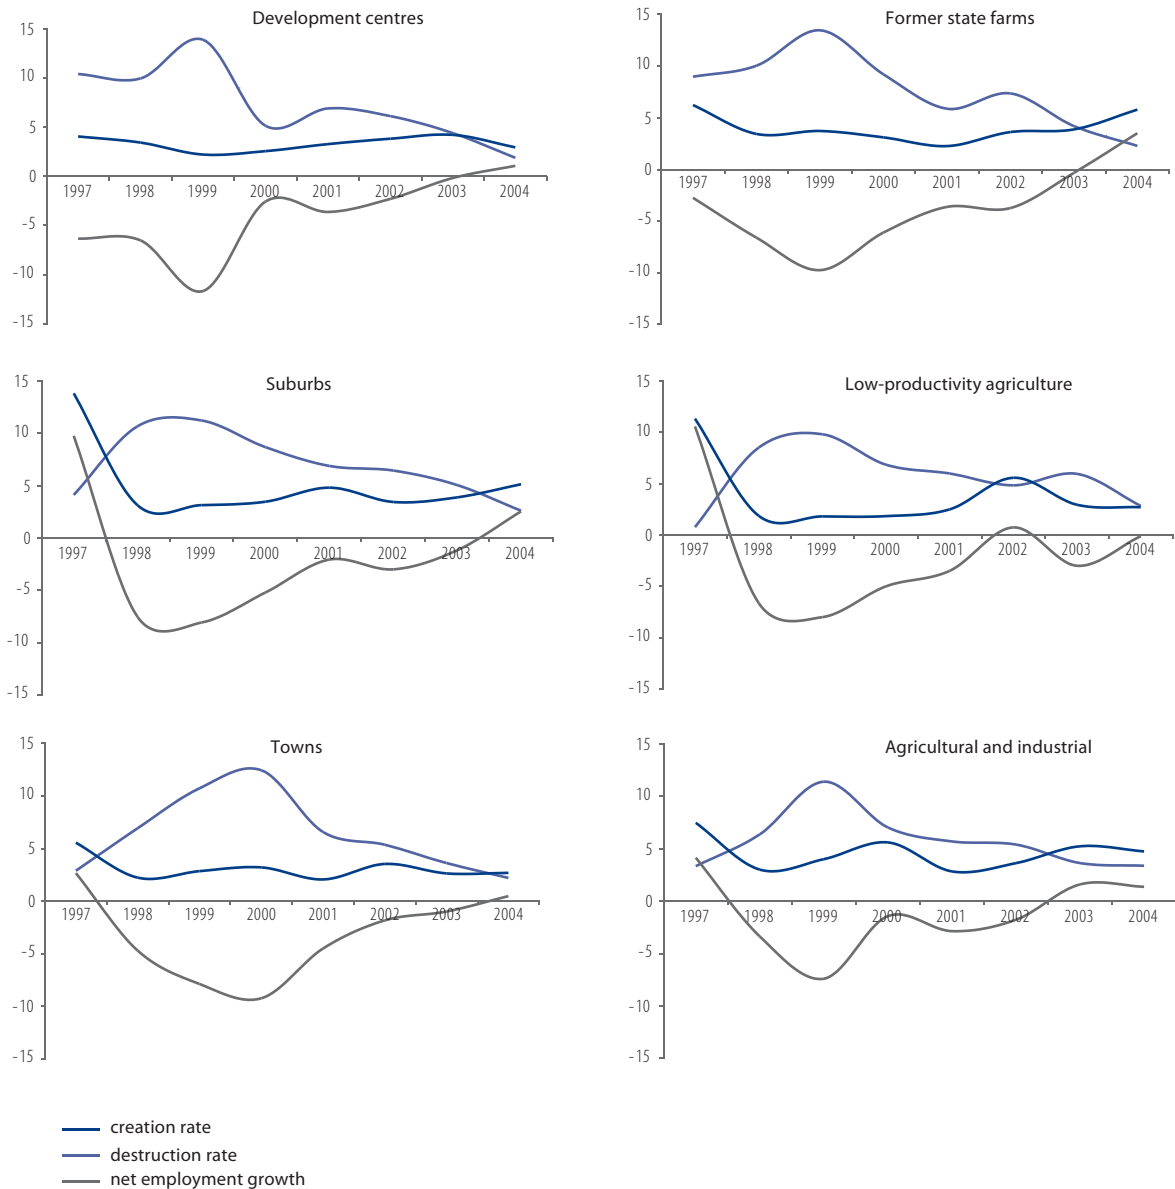 Development centres
15
10
5
0
-5
-10
-15
1997 1998 1999 2000 2001 2002 2003 2004
Former state farms
15
10
5
0
-5
-10
-15
1997 1998 1999 2000 2001 2002 2003 2004
Suburbs
15
10
5
0
-5
-10
-15
1997 1998 1999 2000 2001 2002 2003 2004
Low-productivity agriculture
15
10
5
0
-5
-10
-15
1997 1998 1999 2000 2001 2002 2003 2004
Towns
15
10
5
0
-5
-10
-15
1997 1998 1999 2000 2001 2002 2003 2004
Agricultural and industrial
15
10
5
0
-5
-10
-15
1997 1998 1999 2000 2001 2002 2003 2004
creation rate
destruction rate
net employment growth